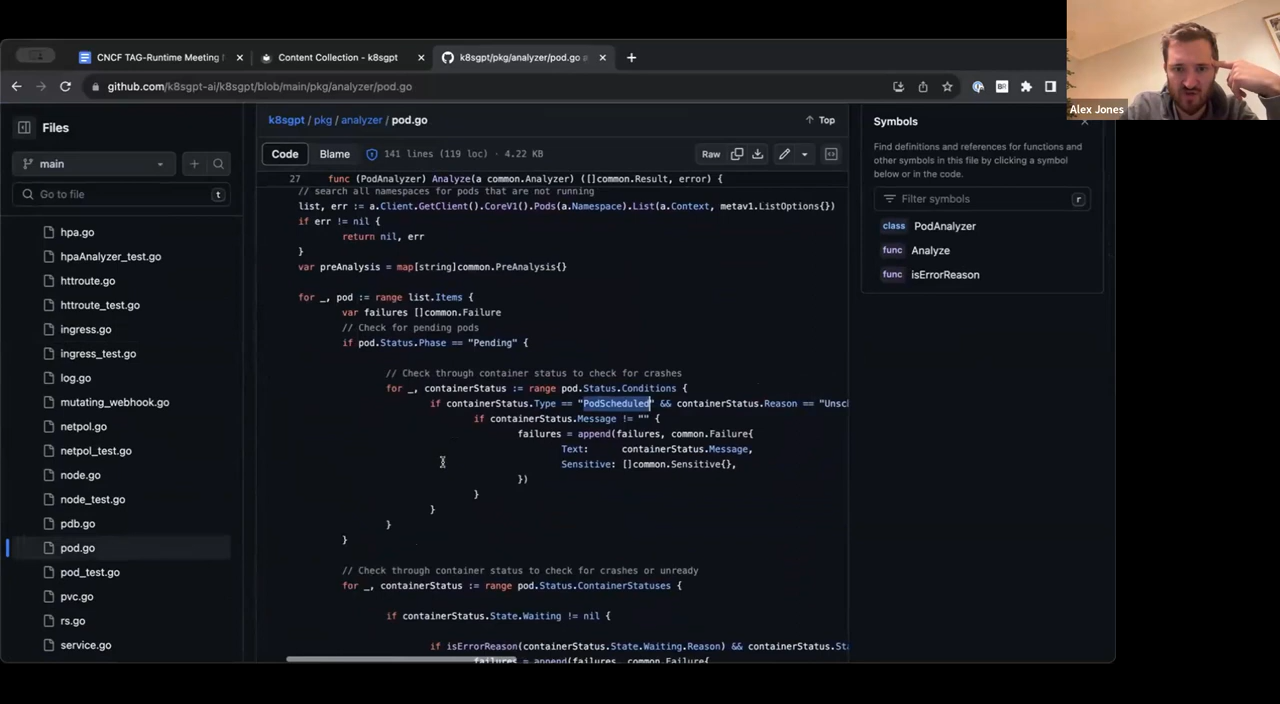 CNCF TAG-Runtime Meeting
Content Collection - k8sgpt
k8sgpt/pkg/analyzer/pod.go
github.com/k8sgpt-ai/k8sgpt/blob/main/pkg/analyzer/pod.go
Alex Jones
Files
main
Go to file
t
hpa.go
hpaAnalyzer_test.go
httroute.go
httroute_test.go
ingress.go
ingress_test.go
log.go
mutating_webhook.go
netpol.go
netpol_test.go
node.go
node_test.go
pdb.go
pod.go
pod_test.go
pvc.go
rs.go
service.go
k8sgpt / pkg / analyzer / pod.go
Top
Code
Blame
141 lines (119 loc) · 4.22 KB
Raw
27 func (PodAnalyzer) Analyze(a common.Analyzer) ([]common.Result, error) {
// search all namespaces for pods that are not running
list, err := a.Client.GetClient().CoreV1().Pods(a.Namespace).List(a.Context, metav1.ListOptions{})
if err != nil {
return nil, err
}
var preAnalysis = map[string]common.PreAnalysis{}
for _, pod := range list.Items {
var failures []common.Failure
// Check for pending pods
if pod.Status.Phase == "Pending" {
// Check through container status to check for crashes
for _, containerStatus := range pod.Status.Conditions {
if containerStatus.Type == "PodScheduled" && containerStatus.Reason == "Unsc
if containerStatus.Message != "" {
failures = append(failures, common.Failure{
Text: containerStatus.Message,
Sensitive: []common.Sensitive{},
})
}
}
}
}
// Check through container status to check for crashes or unready
for _, containerStatus := range pod.Status.ContainerStatuses {
if containerStatus.State.Waiting != nil {
if isErrorReason(containerStatus.State.Waiting.Reason) && containerStatus.Sta
failures = append(failures, common.Failure{
Symbols
Find definitions and references for functions and
other symbols in this file by clicking a symbol
below or in the code.
Filter symbols
r
class PodAnalyzer
func Analyze
func isErrorReason